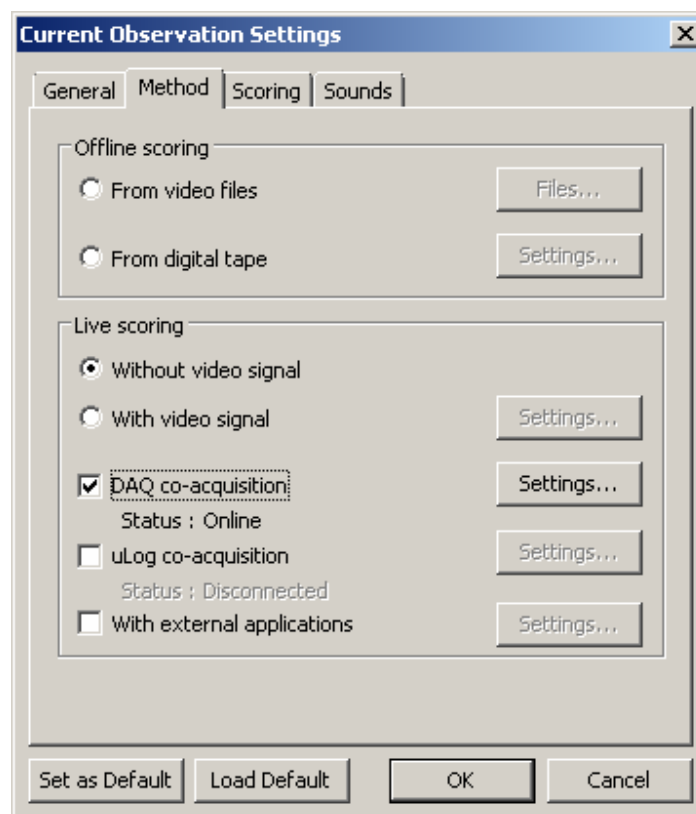 Current Observation Settings
General Method Scoring Sounds
Offline scoring
From video files Files...
From digital tape Settings...
Live scoring
Without video signal
With video signal Settings...
DAQ co-acquisition Settings...
Status : Online
uLog co-acquisition Settings...
Status : Disconnected
With external applications Settings...
Set as Default Load Default OK Cancel